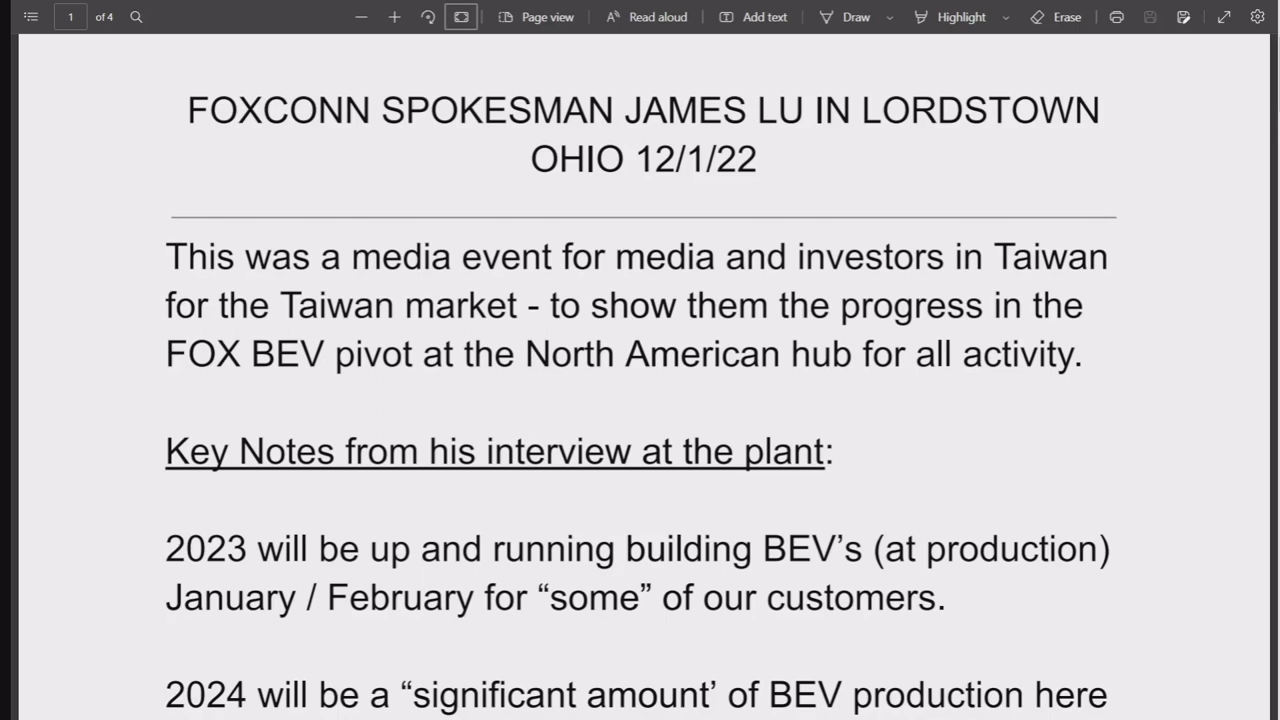 1 of 4 Page view Read aloud Add text Draw Highlight Erase
FOXCONN SPOKESMAN JAMES LU IN LORDSTOWN
OHIO 12/1/22
This was a media event for media and investors in Taiwan
for the Taiwan market - to show them the progress in the
FOX BEV pivot at the North American hub for all activity.
Key Notes from his interview at the plant:
2023 will be up and running building BEV’s (at production)
January / February for “some” of our customers.
2024 will be a “significant amount’ of BEV production here